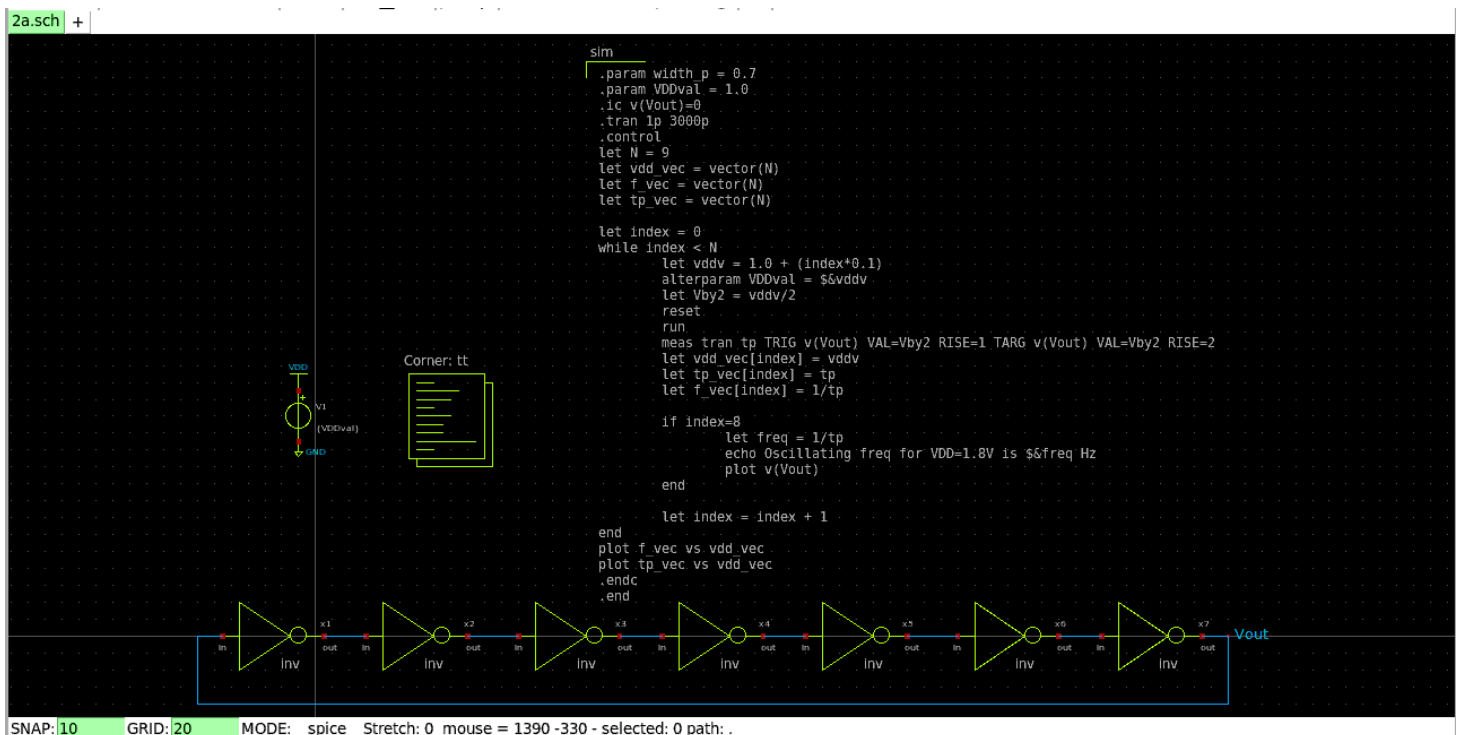 2a.sch +
sim
.param width_p = 0.7
.param VDDval = 1.0
.ic v(Vout)=0
.tran 1p 3000p
.control
let N = 9
let vdd_vec = vector(N)
let f_vec = vector(N)
let tp_vec = vector(N)
let index = 0
while index < N
let vddv = 1.0 + (index*0.1)
alterparam VDDval = $&vddv
let Vby2 = vddv/2
reset
run
meas tran tp TRIG v(Vout) VAL=Vby2 RISE=1 TARG v(Vout) VAL=Vby2 RISE=2
let vdd_vec[index] = vddv
let tp_vec[index] = tp
let f_vec[index] = 1/tp
if index=8
let freq = 1/tp
echo Oscillating freq for VDD=1.8V is $&freq Hz
plot v(Vout)
end
let index = index + 1
end
plot f_vec vs vdd_vec
plot tp_vec vs vdd_vec
.endc
.end
Corner: tt
VDD
+
V1
{VDDval}
GND
x1 x2 x3 x4 x5 x6 x7
Vout
in out in out in out in out in out in out in out
inv inv inv inv inv inv inv
SNAP: 10 GRID: 20 MODE: spice Stretch: 0 mouse = 1390 -330 - selected: 0 path: .